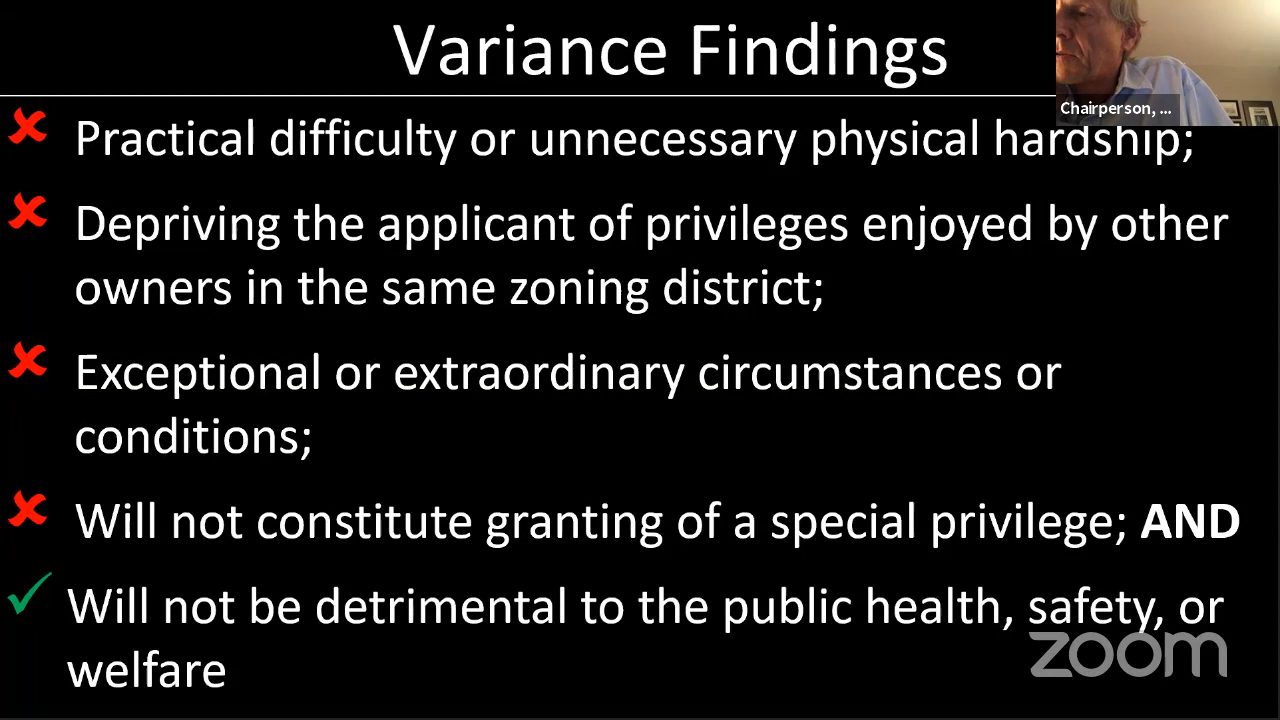 Variance Findings
Chairperson, ...
Practical difficulty or unnecessary physical hardship;
Depriving the applicant of privileges enjoyed by other
owners in the same zoning district;
Exceptional or extraordinary circumstances or
conditions;
Will not constitute granting of a special privilege; AND
Will not be detrimental to the public health, safety, or
welfare
zoom